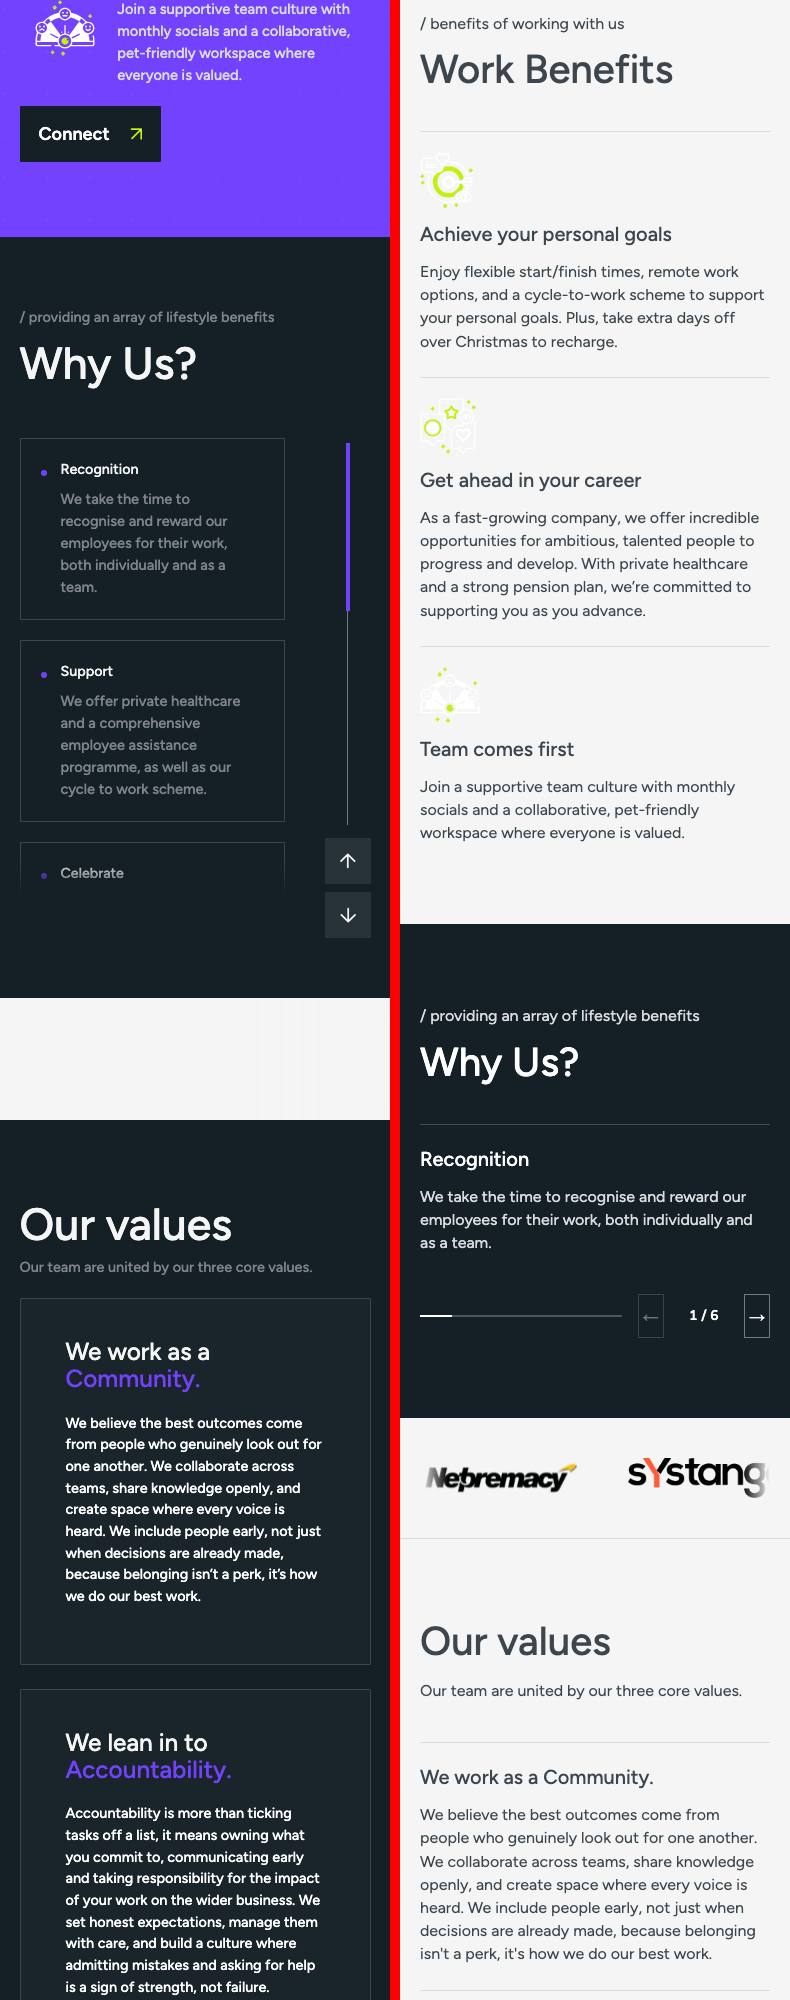 Join a supportive team culture with
monthly socials and a collaborative,
pet-friendly workspace where
everyone is valued.
Connect
/ providing an array of lifestyle benefits
Why Us?
Recognition
We take the time to
recognise and reward our
employees for their work,
both individually and as a
team.
Support
We offer private healthcare
and a comprehensive
employee assistance
programme, as well as our
cycle to work scheme.
Celebrate
Our values
Our team are united by our three core values.
We work as a
Community.
We believe the best outcomes come
from people who genuinely look out for
one another. We collaborate across
teams, share knowledge openly, and
create space where every voice is
heard. We include people early, not just
when decisions are already made,
because belonging isn’t a perk, it’s how
we do our best work.
We lean in to
Accountability.
Accountability is more than ticking
tasks off a list, it means owning what
you commit to, communicating early
and taking responsibility for the impact
of your work on the wider business. We
set honest expectations, manage them
with care, and build a culture where
admitting mistakes and asking for help
is a sign of strength, not failure.
/ benefits of working with us
Work Benefits
Achieve your personal goals
Enjoy flexible start/finish times, remote work
options, and a cycle-to-work scheme to support
your personal goals. Plus, take extra days off
over Christmas to recharge.
Get ahead in your career
As a fast-growing company, we offer incredible
opportunities for ambitious, talented people to
progress and develop. With private healthcare
and a strong pension plan, we’re committed to
supporting you as you advance.
Team comes first
Join a supportive team culture with monthly
socials and a collaborative, pet-friendly
workspace where everyone is valued.
/ providing an array of lifestyle benefits
Why Us?
Recognition
We take the time to recognise and reward our
employees for their work, both individually and
as a team.
← 1 / 6 →
Netpremacy sYstang
Our values
Our team are united by our three core values.
We work as a Community.
We believe the best outcomes come from
people who genuinely look out for one another.
We collaborate across teams, share knowledge
openly, and create space where every voice is
heard. We include people early, not just when
decisions are already made, because belonging
isn't a perk, it's how we do our best work.